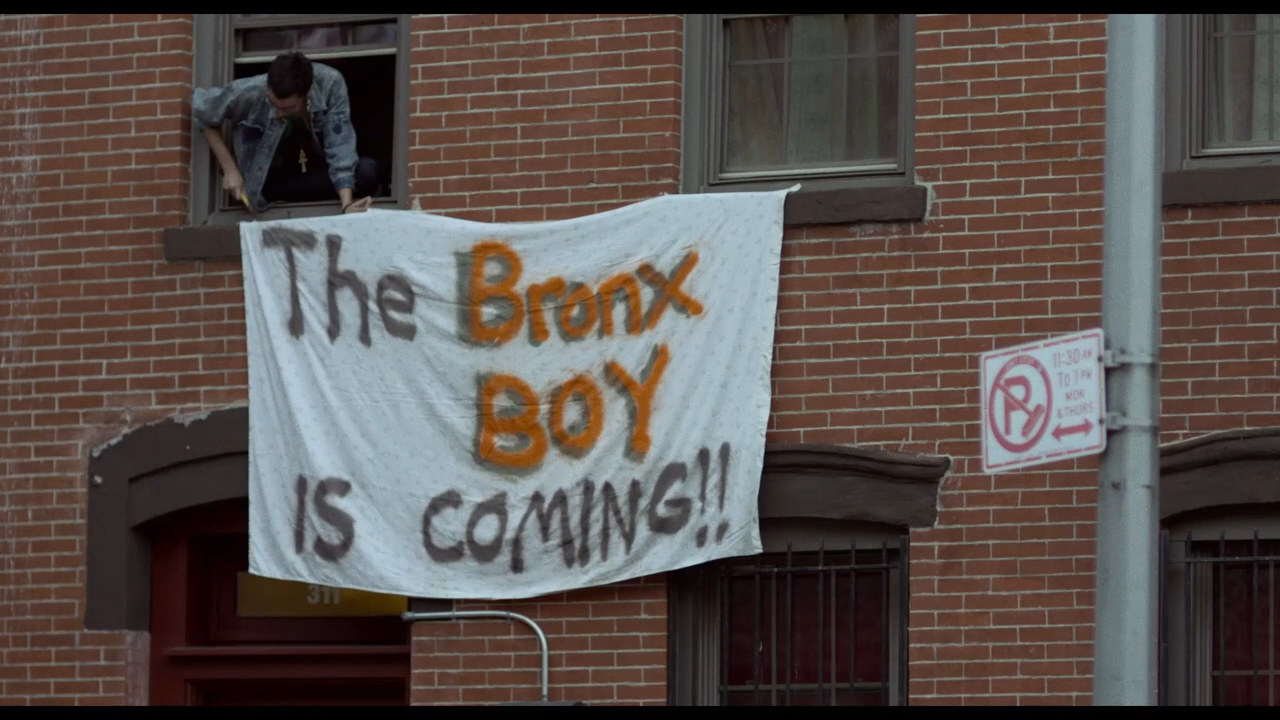 The Bronx
BOY
IS COMING!!
11:30AM
TO 1PM
MON
&THURS
311